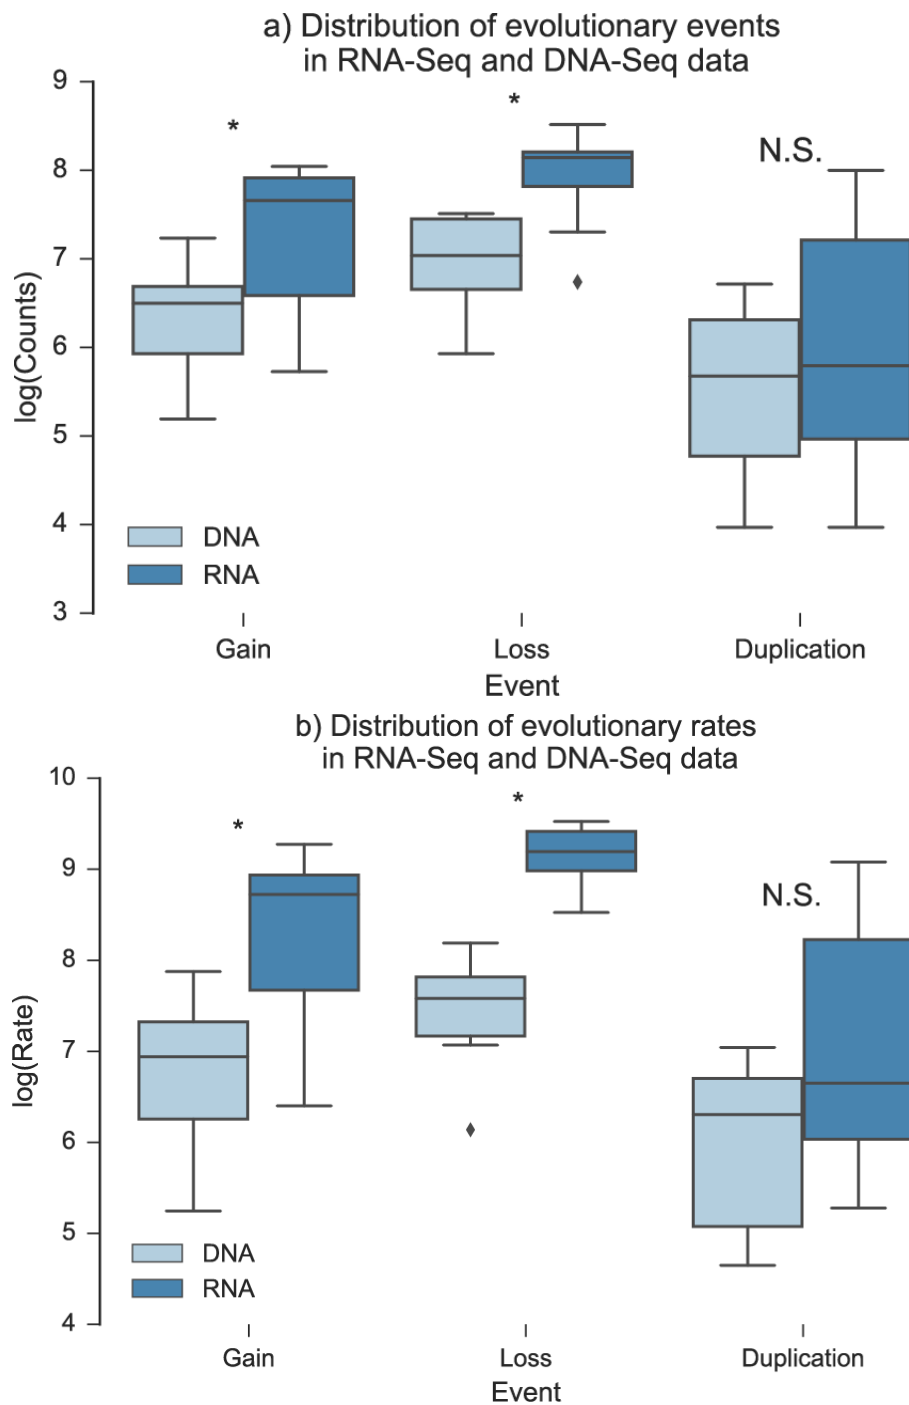 a) Distribution of evolutionary events
in RNA-Seq and DNA-Seq data
9
8
7
6
5
4
3
log(Counts)
*
*
N.S.
DNA
RNA
Gain
Loss
Duplication
Event
b) Distribution of evolutionary rates
in RNA-Seq and DNA-Seq data
10
9
8
7
6
5
4
log(Rate)
*
*
N.S.
DNA
RNA
Gain
Loss
Duplication
Event